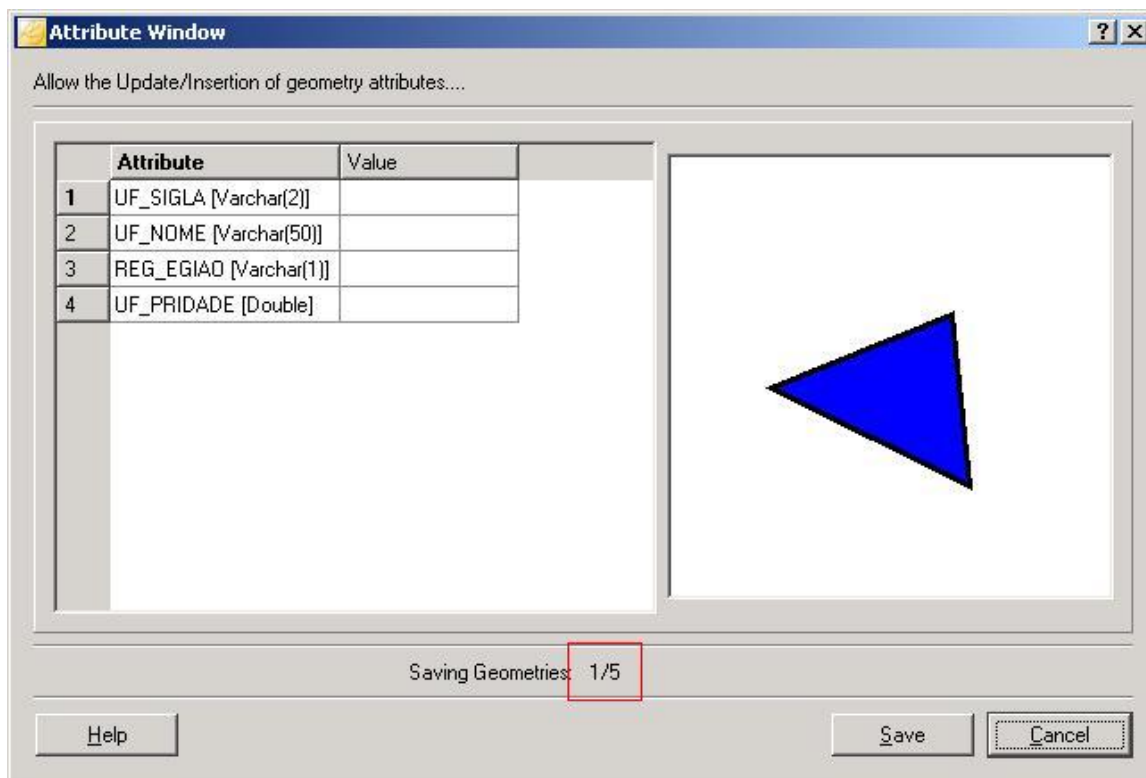 Attribute Window
Allow the Update/Insertion of geometry attributes....
Attribute Value
1 UF_SIGLA [Varchar(2)]
2 UF_NOME [Varchar(50)]
3 REG_EGIAO [Varchar(1)]
4 UF_PRIDADE [Double]
Saving Geometries: 1/5
Help Save Cancel